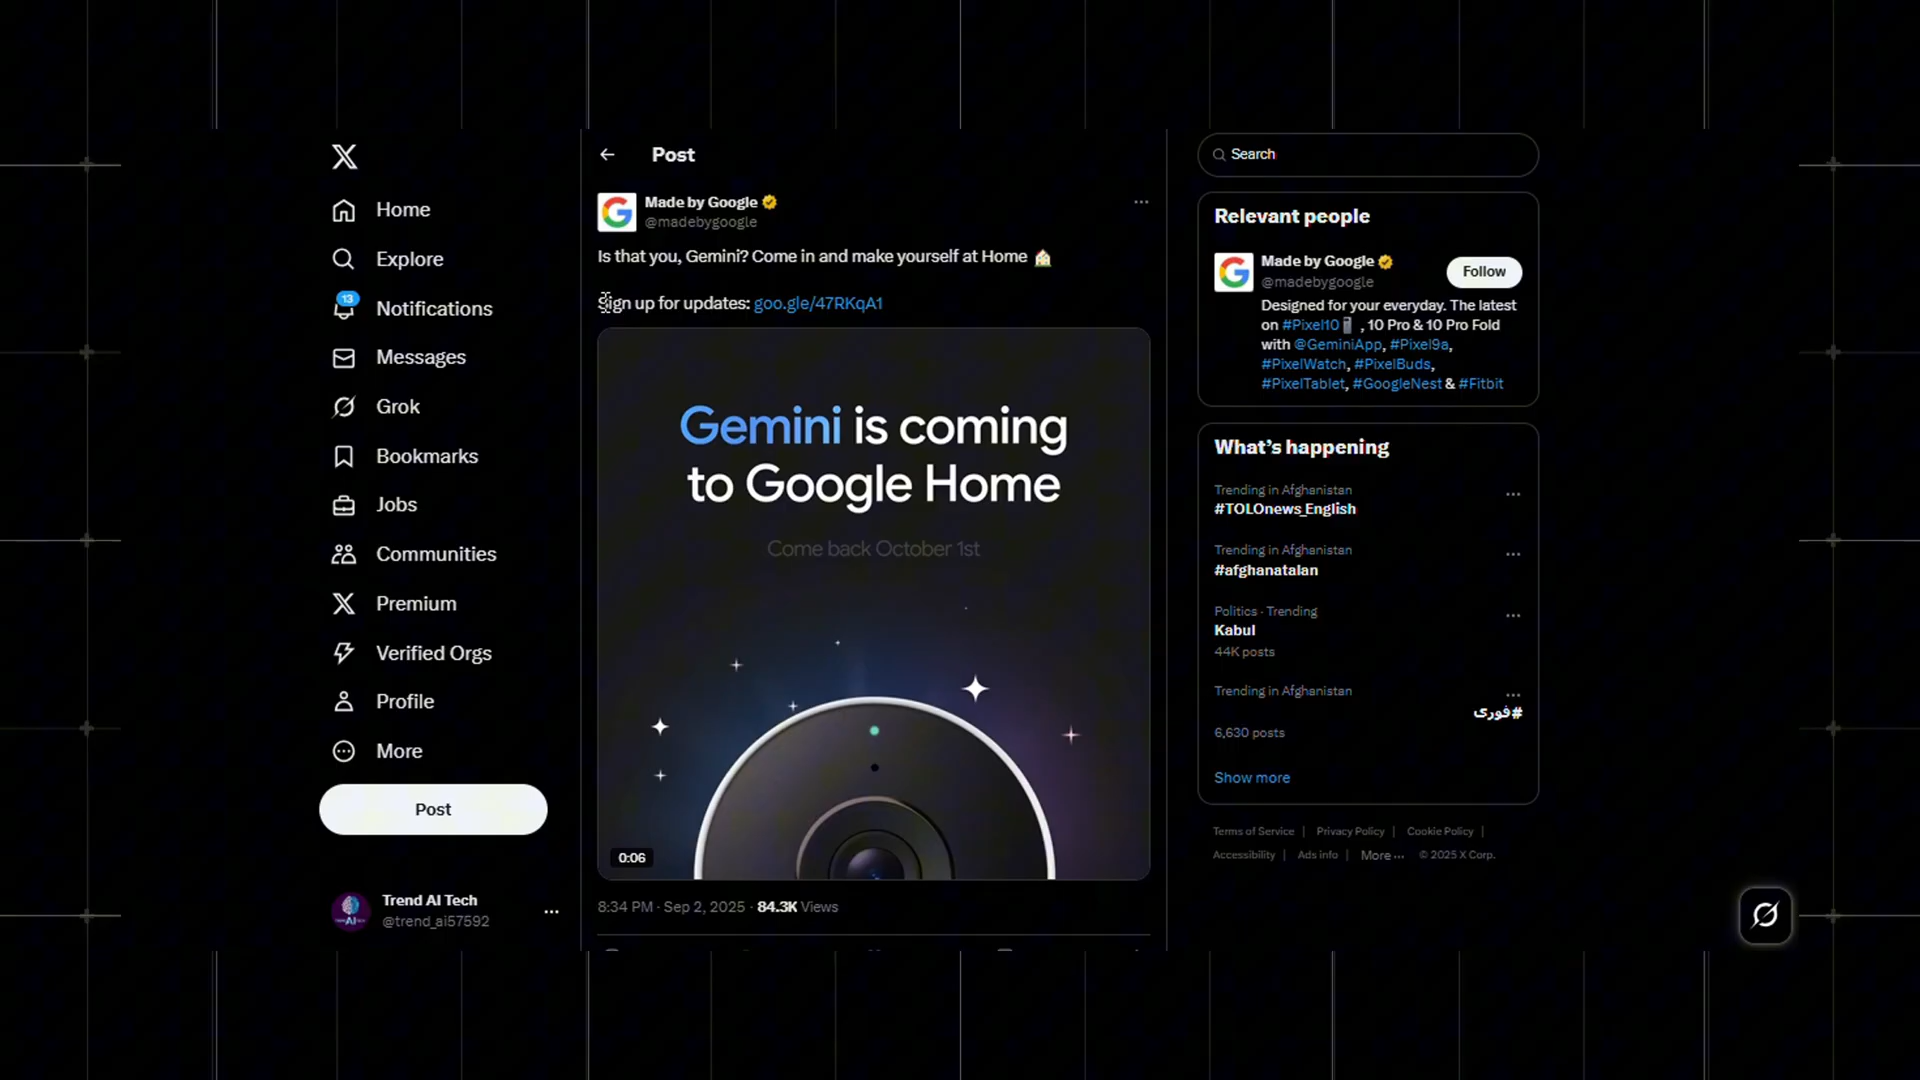 Home
Explore
13
Notifications
Messages
Grok
Bookmarks
Jobs
Communities
Premium
Verified Orgs
Profile
More
Post
Trend AI Tech
@trend_ai57592
Post
Made by Google
@madebygoogle
Is that you, Gemini? Come in and make yourself at Home
Sign up for updates: goo.gle/47RKqA1
Gemini is coming
to Google Home
Come back October 1st
0:06
8:34 PM · Sep 2, 2025 · 84.3K Views
Search
Relevant people
Made by Google
@madebygoogle
Follow
Designed for your everyday. The latest
on #Pixel10 , 10 Pro & 10 Pro Fold
with @GeminiApp, #Pixel9a,
#PixelWatch, #PixelBuds,
#PixelTablet, #GoogleNest & #Fitbit
What's happening
Trending in Afghanistan
#TOLOnews_English
Trending in Afghanistan
#afghanatalan
Politics · Trending
Kabul
44K posts
Trending in Afghanistan
#فوری
6,630 posts
Show more
Terms of Service | Privacy Policy | Cookie Policy |
Accessibility | Ads info | More ··· © 2025 X Corp.